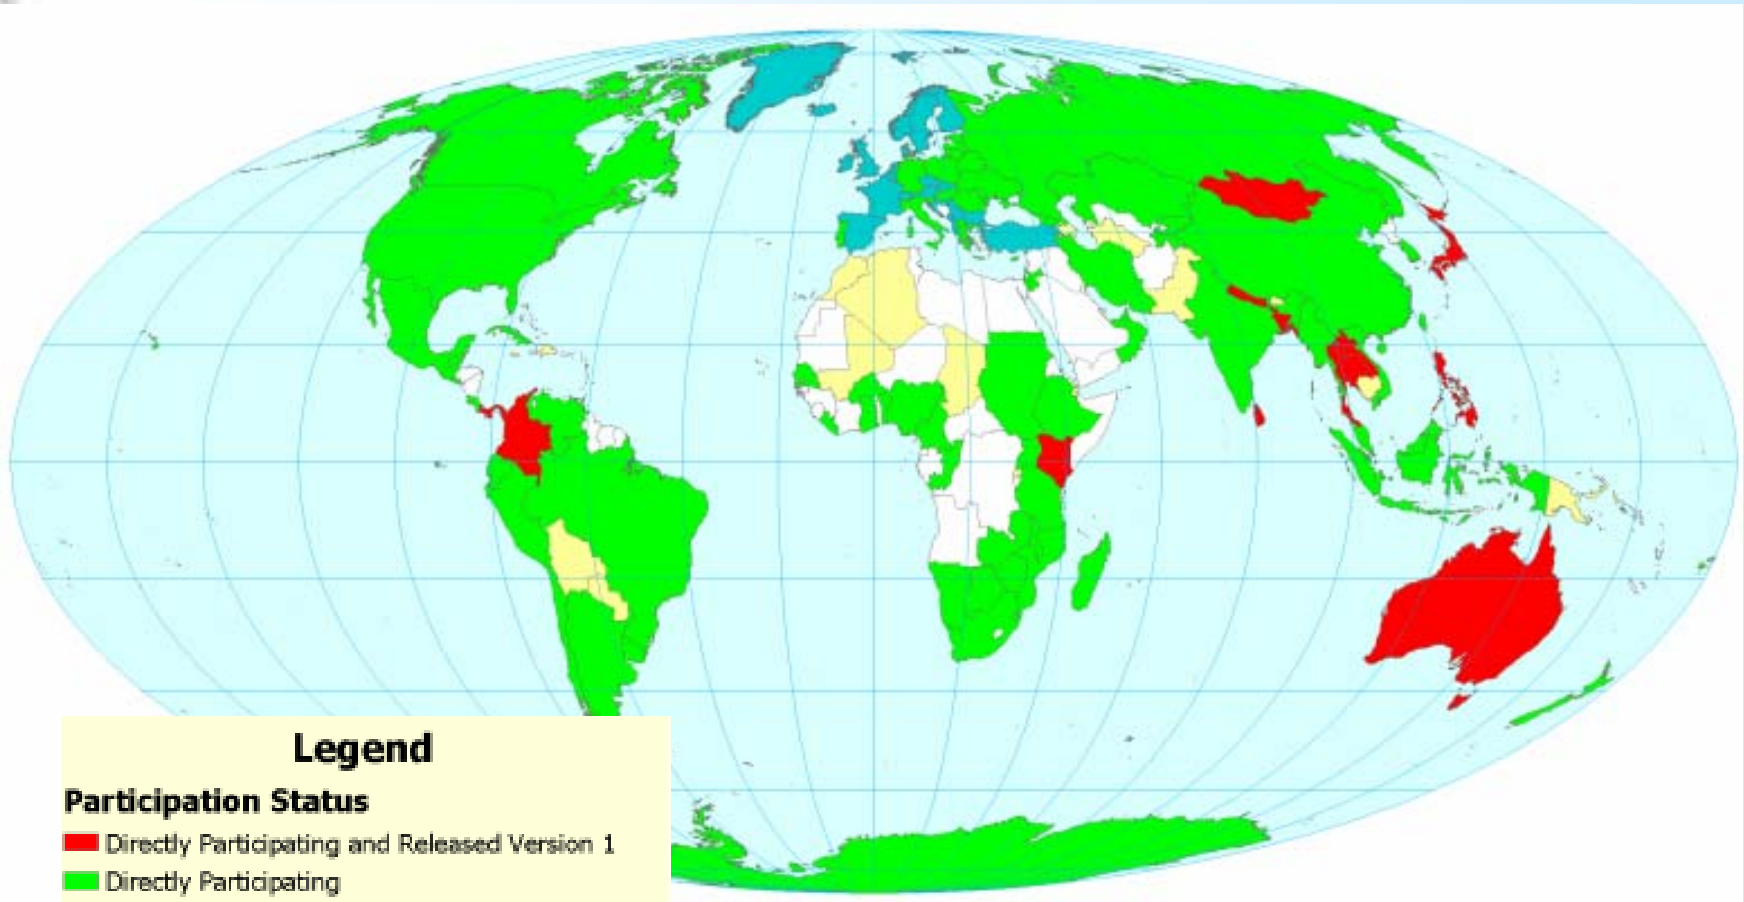 Legend
Participation Status
Directly Participating and Released Version 1
Directly Participating